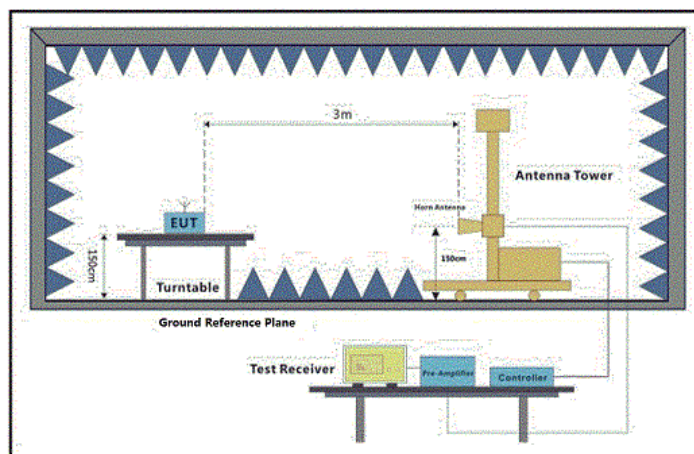 3m
Antenna Tower
Horn Antenna
EUT
150cm
150cm
Turntable
Ground Reference Plane
Test Receiver
Pre-Amplifier
Controller